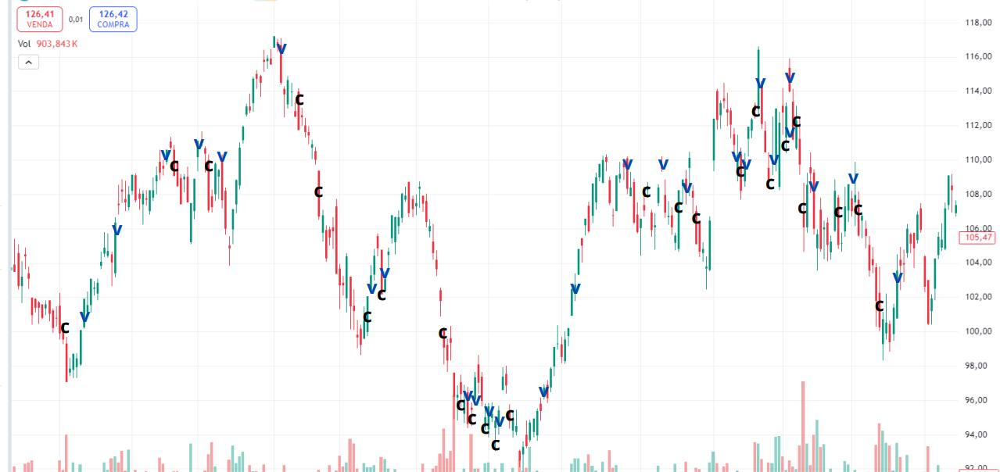 126,41
VENDA
0,01
126,42
COMPRA
Vol 903,843K
C
V
V
V
C
V
C
V
V
C
C
C
V
C
V
C
C
V
C
V
C
V
C
V
C
V
V
V
C
V
C
V
C
V
C
V
C
V
C
V
C
V
V
C
C
V
C
V
C
C
V
118,00
116,00
114,00
112,00
110,00
108,00
106,00
105,47
104,00
102,00
100,00
98,00
96,00
94,00
92,00